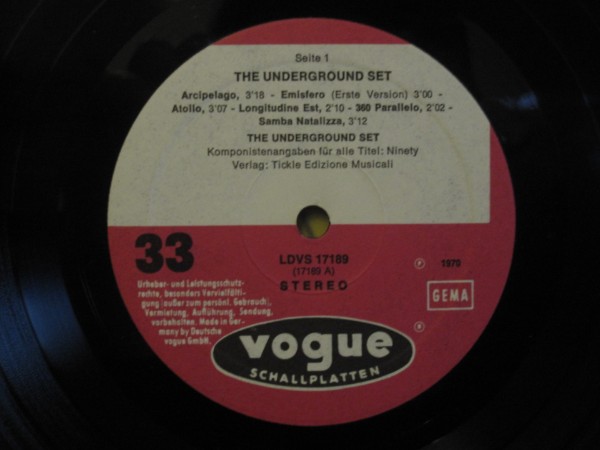 Seite 1
THE UNDERGROUND SET
Arcipelago, 3'18 - Emisfero (Erste Version) 3'00 -
Atollo, 3'07 - Longitudine Est, 2'10 - 360 Parallelo, 2'02 -
Samba Natalizza, 3'12
THE UNDERGROUND SET
Komponistenangaben für alle Titel: Ninety
Verlag: Tickle Edizione Musicali
33
LDVS 17189
(17189 A)
STEREO
Ⓟ 1970
GEMA
Urheber- und Leistungsschutz-
rechte, besonders Vervielfälti-
gung (außer zum persönl. Gebrauch),
Vermietung, Aufführung, Sendung,
vorbehalten. Made in Ger-
many by Deutsche
vogue GmbH.
vogue
SCHALLPLATTEN